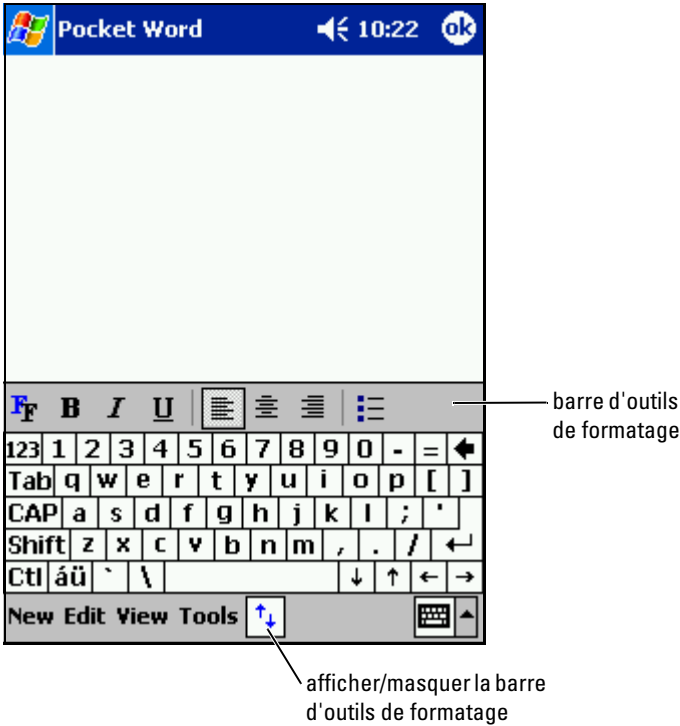 Pocket Word 10:22 ok
FF B I U
barre d'outils
de formatage
123 1 2 3 4 5 6 7 8 9 0 - =
Tab q w e r t y u i o p [ ]
CAP a s d f g h j k l ; '
Shift z x c v b n m , . /
Ctl áü ` \ ↓ ↑ ← →
New Edit View Tools
afficher/masquer la barre
d'outils de formatage